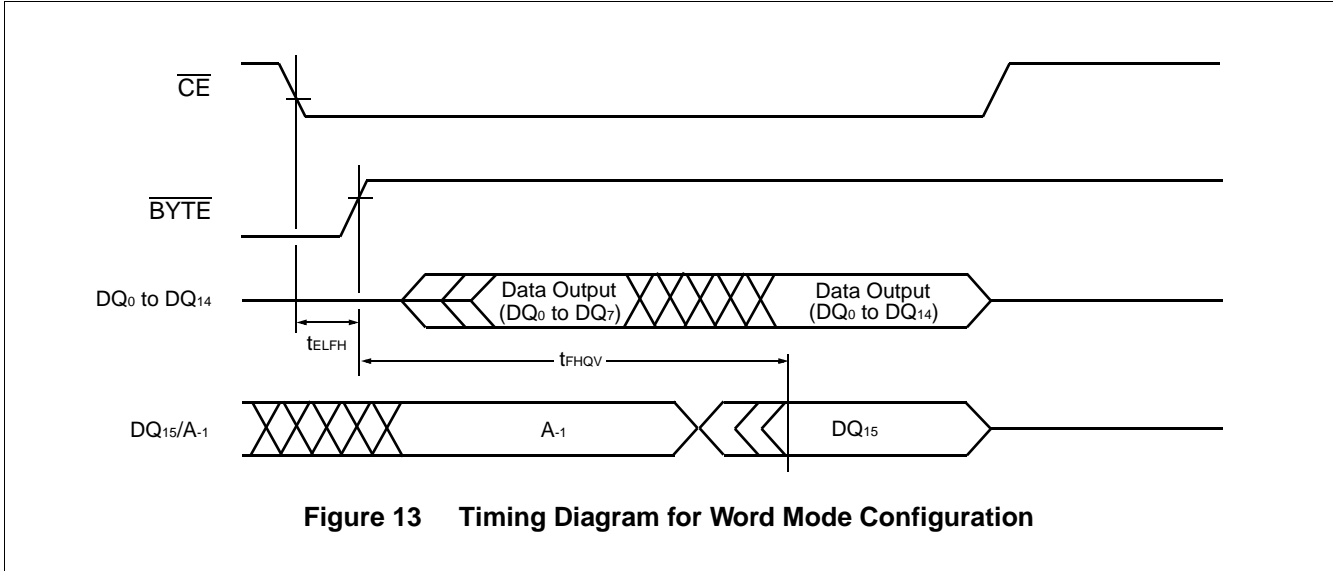 CE
BYTE
DQ0 to DQ14
Data Output
(DQ0 to DQ7)
Data Output
(DQ0 to DQ14)
tELFH
tFHQV
DQ15/A-1
A-1
DQ15
Figure 13 Timing Diagram for Word Mode Configuration